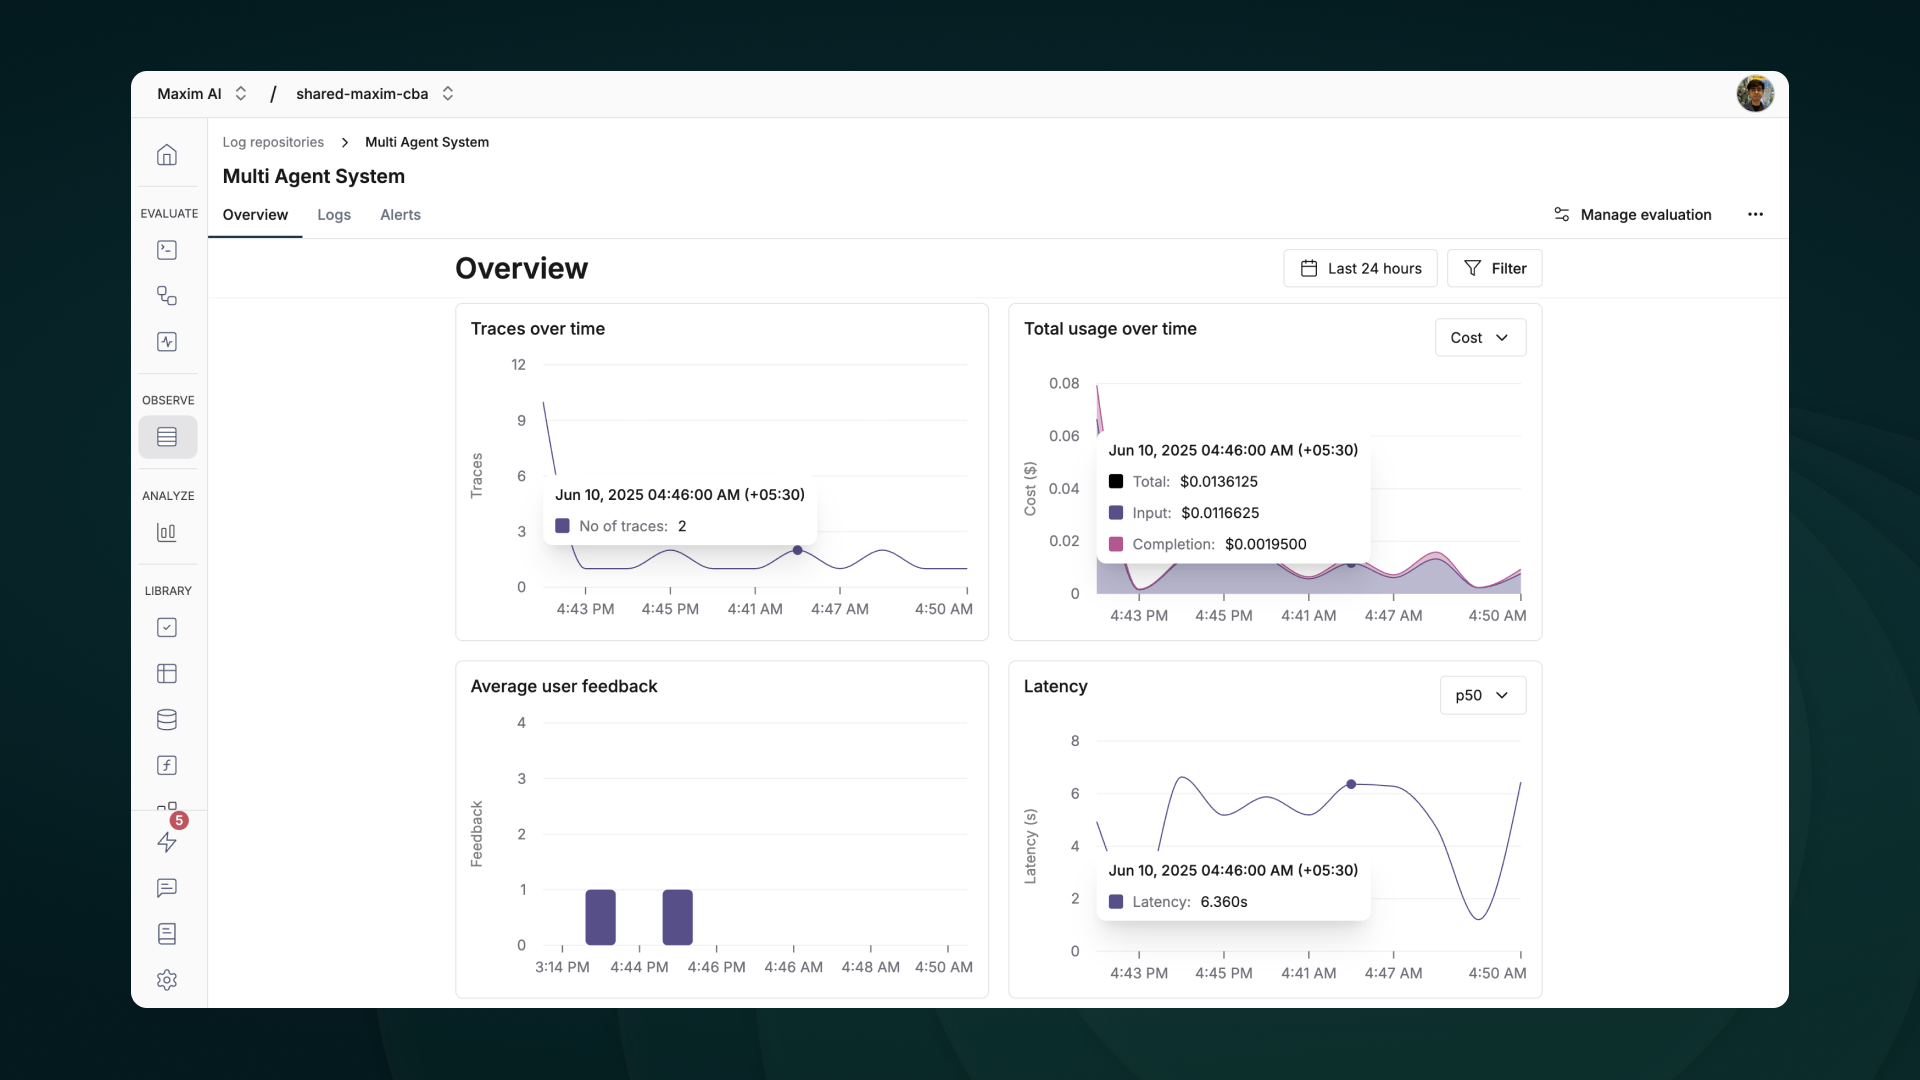 Maxim AI / shared-maxim-cba
Log repositories > Multi Agent System
Multi Agent System
Overview Logs Alerts Manage evaluation ...
EVALUATE
OBSERVE
ANALYZE
LIBRARY
5
Overview Last 24 hours Filter
Traces over time
12
9
6
3
0
Traces
Jun 10, 2025 04:46:00 AM (+05:30)
No of traces: 2
4:43 PM 4:45 PM 4:41 AM 4:47 AM 4:50 AM
Total usage over time Cost
0.08
0.06
0.04
0.02
0
Cost ($)
Jun 10, 2025 04:46:00 AM (+05:30)
Total: $0.0136125
Input: $0.0116625
Completion: $0.0019500
4:43 PM 4:45 PM 4:41 AM 4:47 AM 4:50 AM
Average user feedback
4
3
2
1
0
Feedback
3:14 PM 4:44 PM 4:46 PM 4:46 AM 4:48 AM 4:50 AM
Latency p50
8
6
4
2
0
Latency (s)
Jun 10, 2025 04:46:00 AM (+05:30)
Latency: 6.360s
4:43 PM 4:45 PM 4:41 AM 4:47 AM 4:50 AM